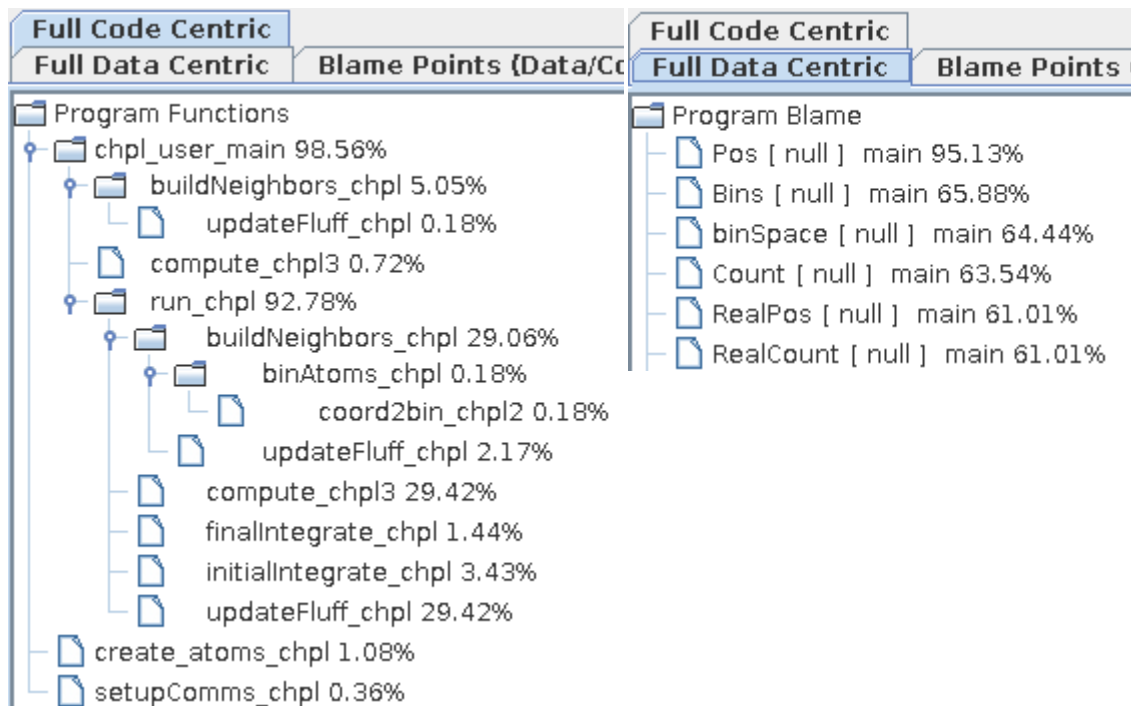 Full Code Centric
Full Data Centric
Blame Points (Data/Co
Program Functions
chpl_user_main 98.56%
buildNeighbors_chpl 5.05%
updateFluff_chpl 0.18%
compute_chpl3 0.72%
run_chpl 92.78%
buildNeighbors_chpl 29.06%
binAtoms_chpl 0.18%
coord2bin_chpl2 0.18%
updateFluff_chpl 2.17%
compute_chpl3 29.42%
finalIntegrate_chpl 1.44%
initialIntegrate_chpl 3.43%
updateFluff_chpl 29.42%
create_atoms_chpl 1.08%
setupComms_chpl 0.36%
Full Code Centric
Full Data Centric
Blame Points
Program Blame
Pos [ null ] main 95.13%
Bins [ null ] main 65.88%
binSpace [ null ] main 64.44%
Count [ null ] main 63.54%
RealPos [ null ] main 61.01%
RealCount [ null ] main 61.01%